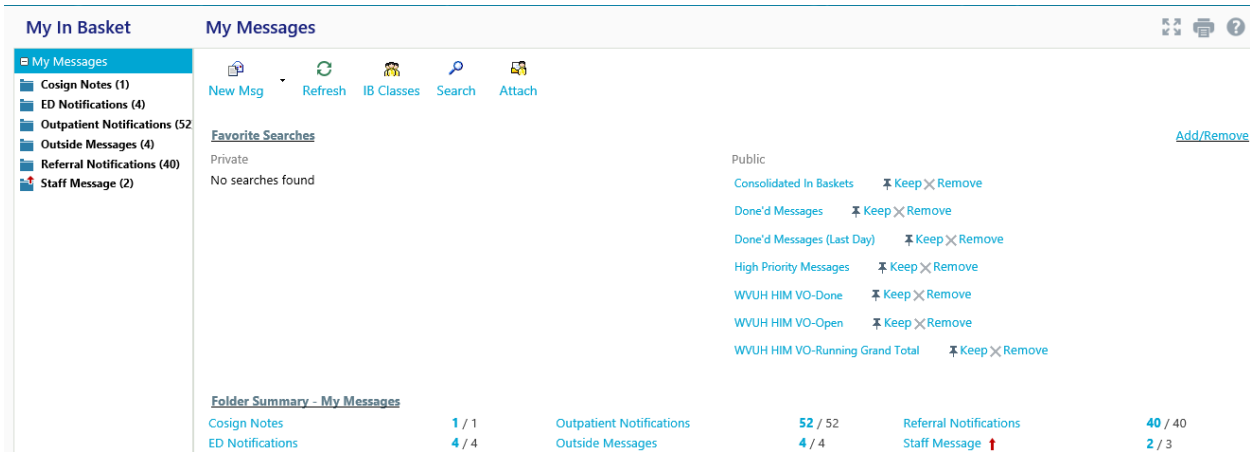 My In Basket
My Messages
My Messages
Cosign Notes (1)
ED Notifications (4)
Outpatient Notifications (52
Outside Messages (4)
Referral Notifications (40)
Staff Message (2)
New Msg Refresh IB Classes Search Attach
Favorite Searches Add/Remove
Private Public
No searches found
Consolidated In Baskets Keep Remove
Done'd Messages Keep Remove
Done'd Messages (Last Day) Keep Remove
High Priority Messages Keep Remove
WVUH HIM VO-Done Keep Remove
WVUH HIM VO-Open Keep Remove
WVUH HIM VO-Running Grand Total Keep Remove
Folder Summary - My Messages
Cosign Notes 1 / 1 Outpatient Notifications 52 / 52 Referral Notifications 40 / 40
ED Notifications 4 / 4 Outside Messages 4 / 4 Staff Message 2 / 3